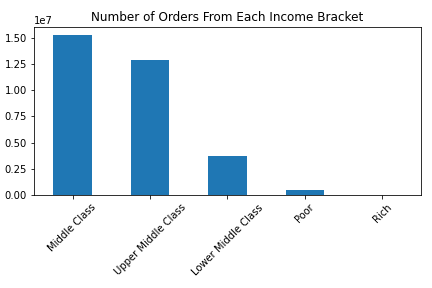 Number of Orders From Each Income Bracket
1e7
1.50
1.25
1.00
0.75
0.50
0.25
0.00
Middle Class
Upper Middle Class
Lower Middle Class
Poor
Rich